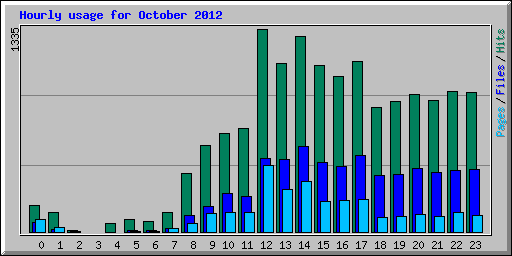 Hourly usage for October 2012
1335
Pages / Files / Hits
0 1 2 3 4 5 6 7 8 9 10 11 12 13 14 15 16 17 18 19 20 21 22 23